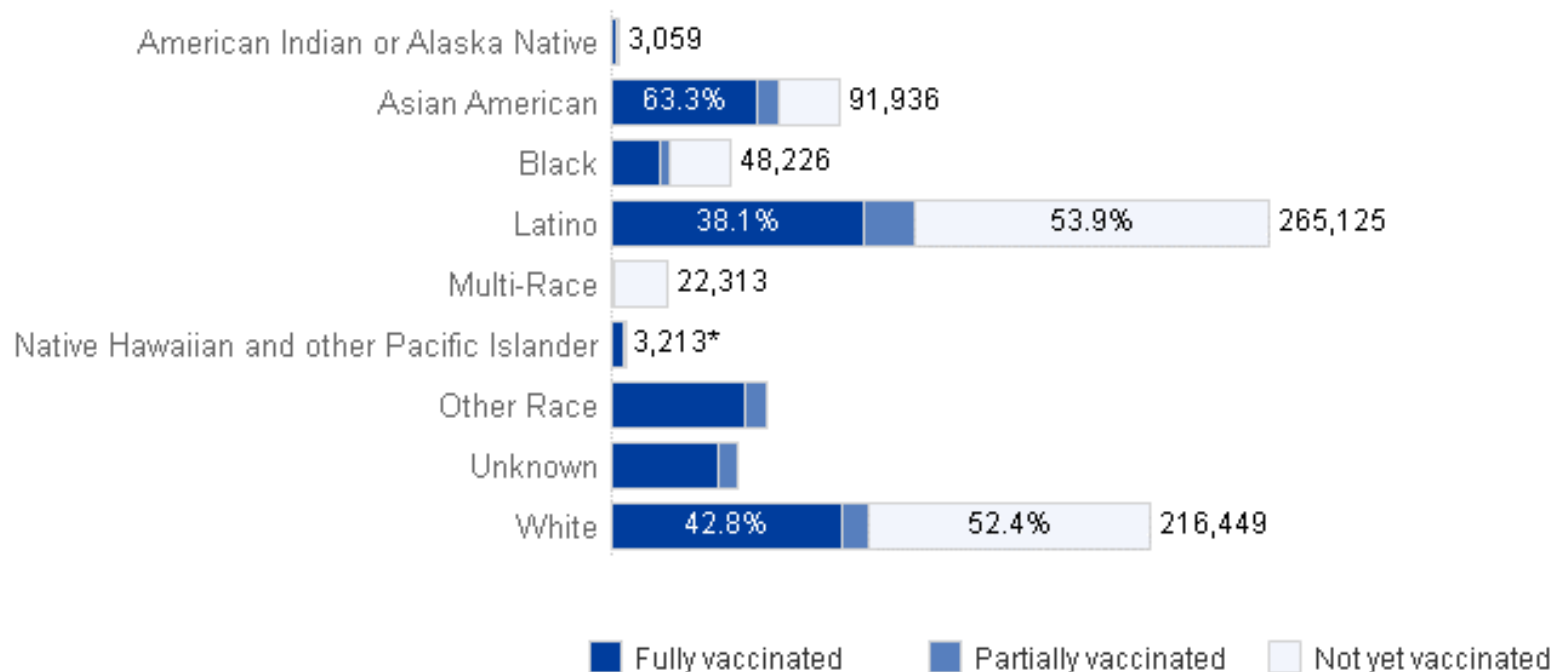 American Indian or Alaska Native 3,059
Asian American 63.3% 91,936
Black 48,226
Latino 38.1% 53.9% 265,125
Multi-Race 22,313
Native Hawaiian and other Pacific Islander 3,213*
Other Race
Unknown
White 42.8% 52.4% 216,449
Fully vaccinated Partially vaccinated Not yet vaccinated